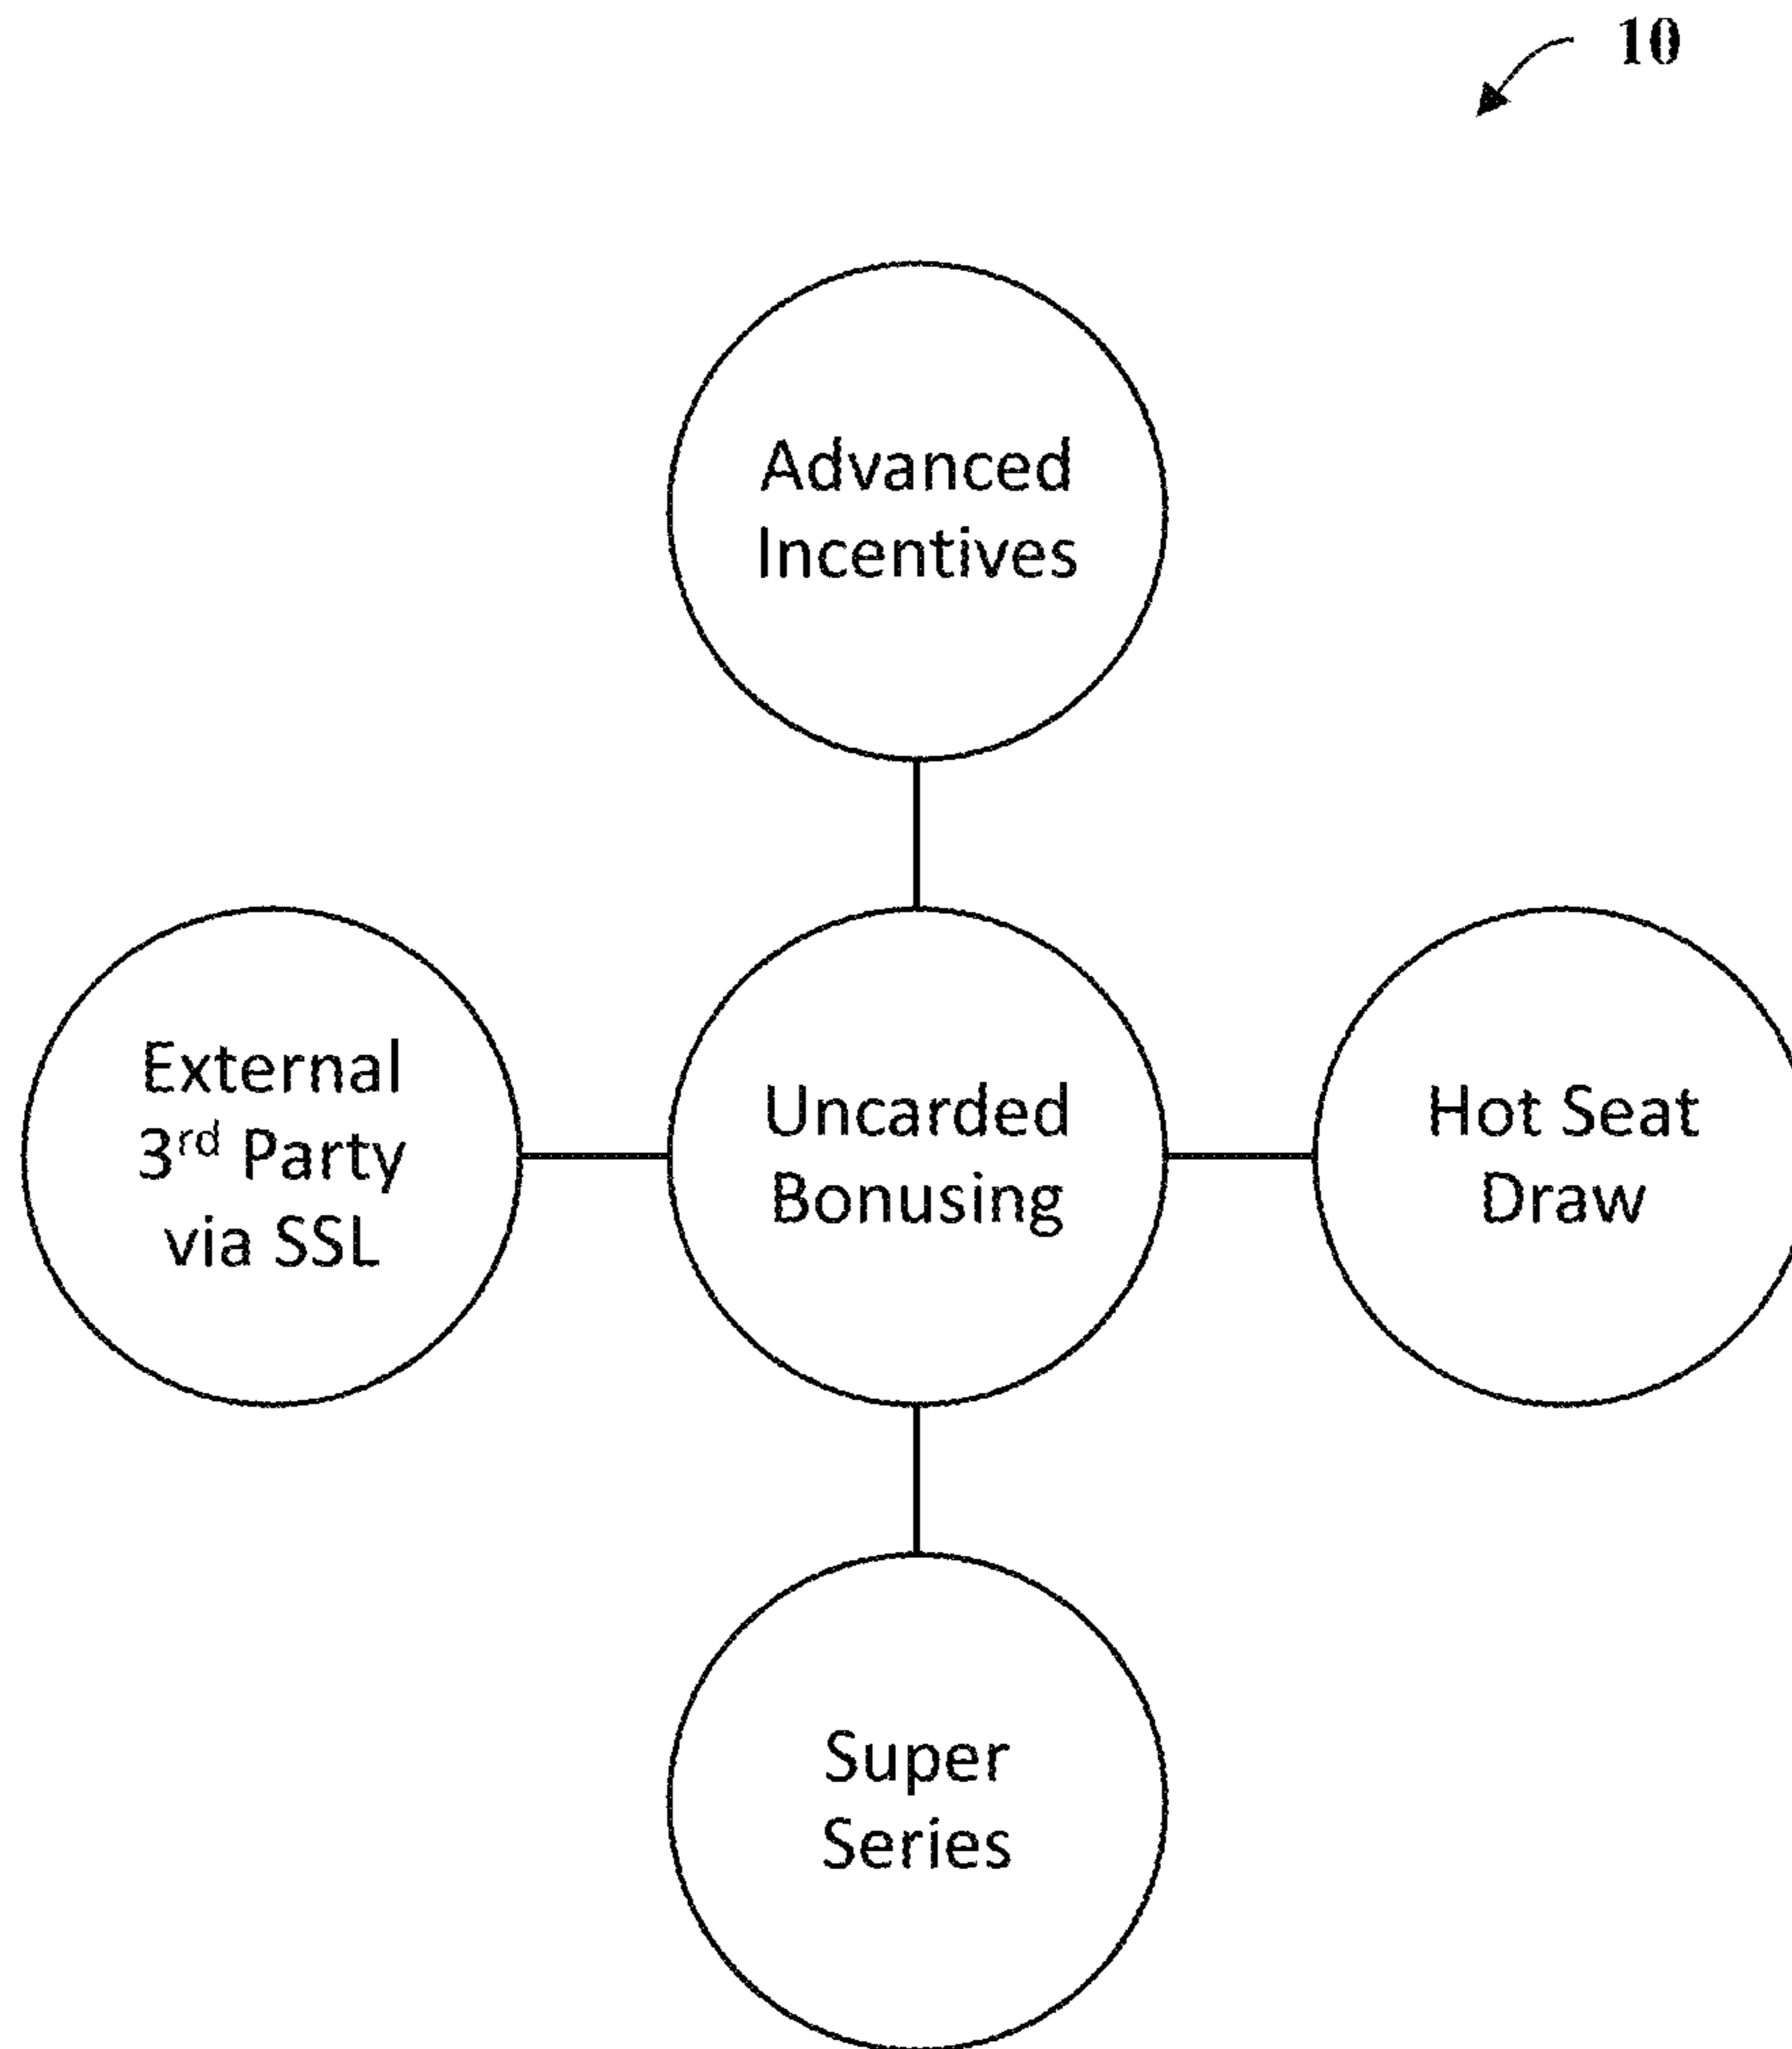 10
Advanced
Incentives
External
3rd Party
via SSL
Uncarded
Bonusing
Hot Seat
Draw
Super
Series